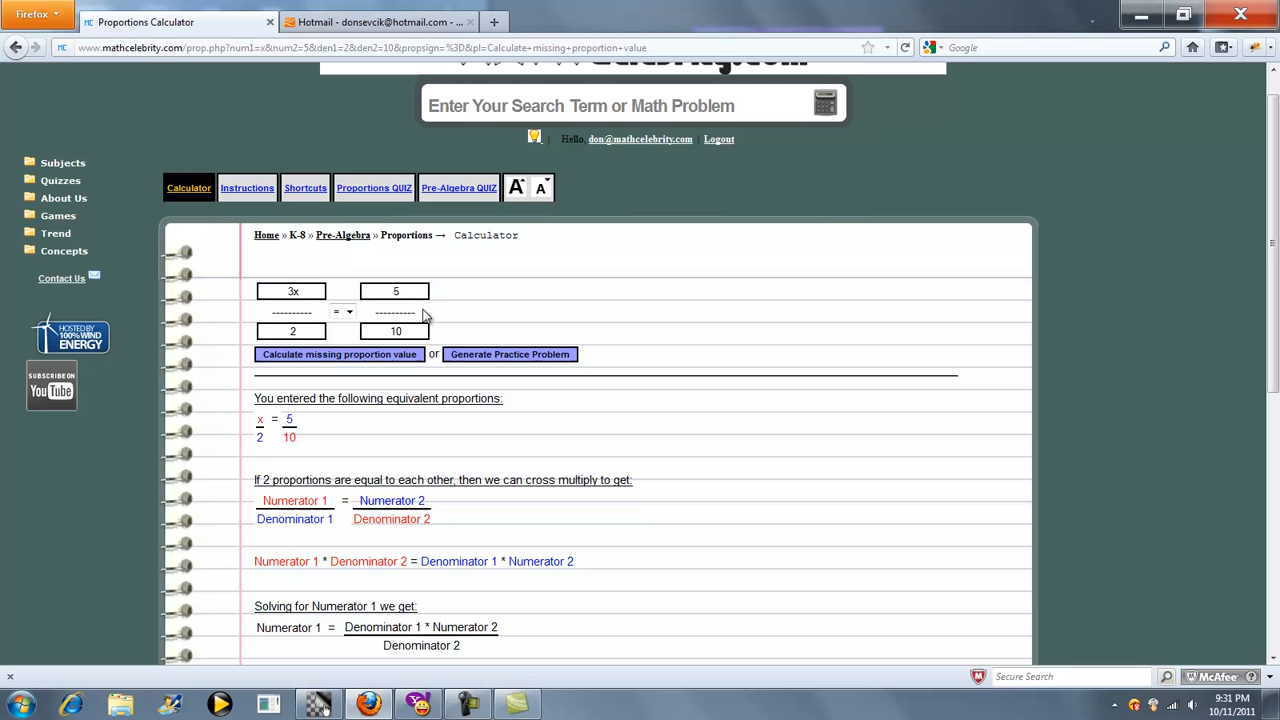 Firefox
Proportions Calculator
Hotmail - donsevcik@hotmail.com - ...
www.mathcelebrity.com/prop.php?num1=x&num2=5&den1=2&den2=10&propsign=%3D&pl=Calculate+missing+proportion+value
Google
Enter Your Search Term or Math Problem
Hello, don@mathcelebrity.com | Logout
Subjects
Quizzes
About Us
Games
Trend
Concepts
Contact Us
HOSTED BY
100% WIND
ENERGY
SUBSCRIBE ON
YouTube
Calculator
Instructions
Shortcuts
Proportions QUIZ
Pre-Algebra QUIZ
A A
Home » K-8 » Pre-Algebra » Proportions → Calculator
3x 5
---------- = ----------
2 10
Calculate missing proportion value or Generate Practice Problem
You entered the following equivalent proportions:
x = 5
2 10
If 2 proportions are equal to each other, then we can cross multiply to get:
Numerator 1 = Numerator 2
Denominator 1 Denominator 2
Numerator 1 * Denominator 2 = Denominator 1 * Numerator 2
Solving for Numerator 1 we get:
Numerator 1 = Denominator 1 * Numerator 2
Denominator 2
Secure Search
McAfee
9:31 PM
10/11/2011